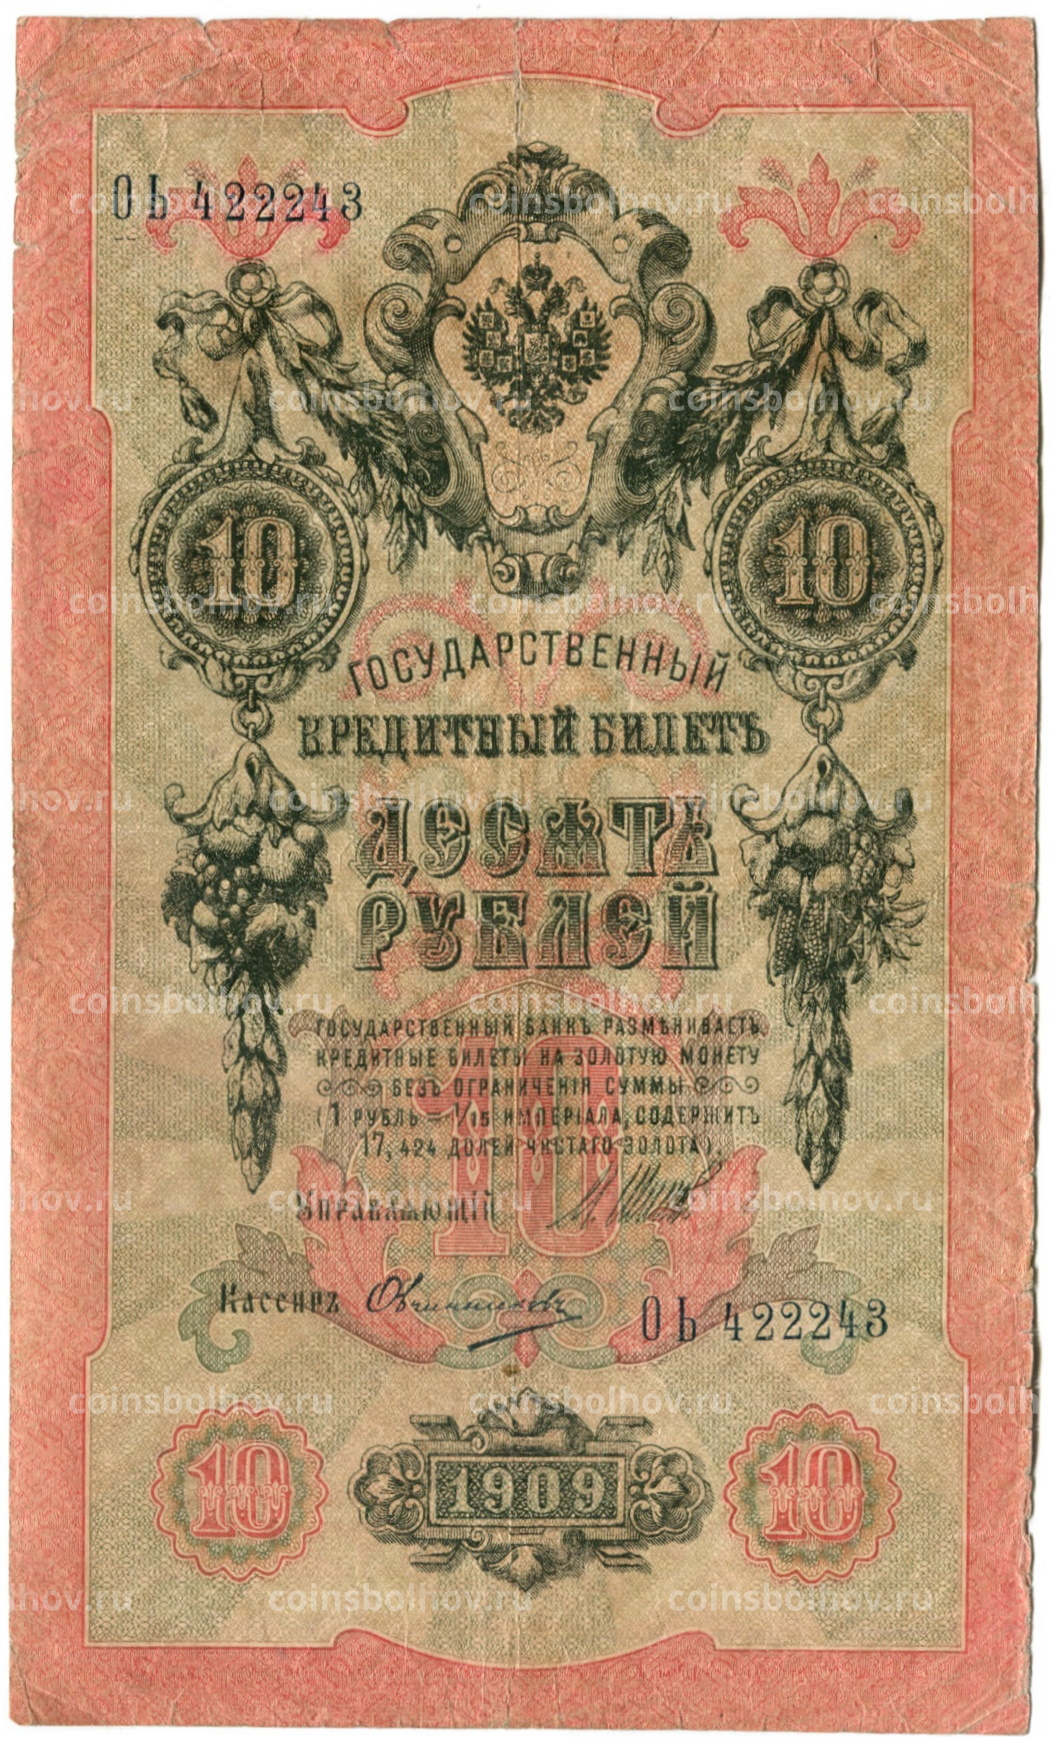 ОЬ 422243
10 10
ГОСУДАРСТВЕННЫЙ
КРЕДИТНЫЙ БИЛЕТЪ
ДЕСЯТЬ
РУБЛЕЙ
ГОСУДАРСТВЕННЫЙ БАНКЪ РАЗМѢНИВАЕТЪ
КРЕДИТНЫЕ БИЛЕТЫ НА ЗОЛОТУЮ МОНЕТУ
БЕЗЪ ОГРАНИЧЕНІЯ СУММЫ
(1 РУБЛЬ = 1/15 ИМПЕРІАЛА, СОДЕРЖИТЪ
17,424 ДОЛЕЙ ЧИСТАГО ЗОЛОТА).
10
Управляющій
Кассиръ Овчинниковъ
ОЬ 422243
10 1909 10
coinsbolhov.ru